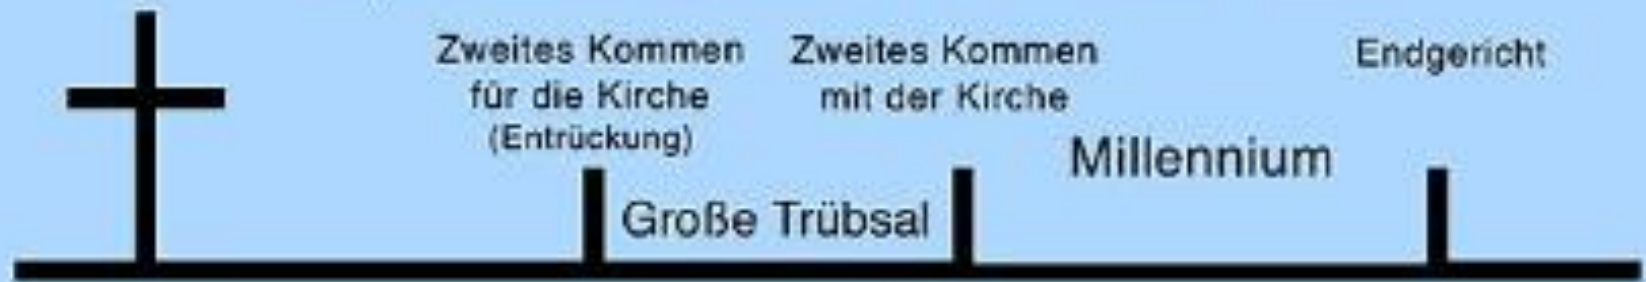 Zweites Kommen
für die Kirche
(Entrückung)
Zweites Kommen
mit der Kirche
Endgericht
Große Trübsal
Millennium